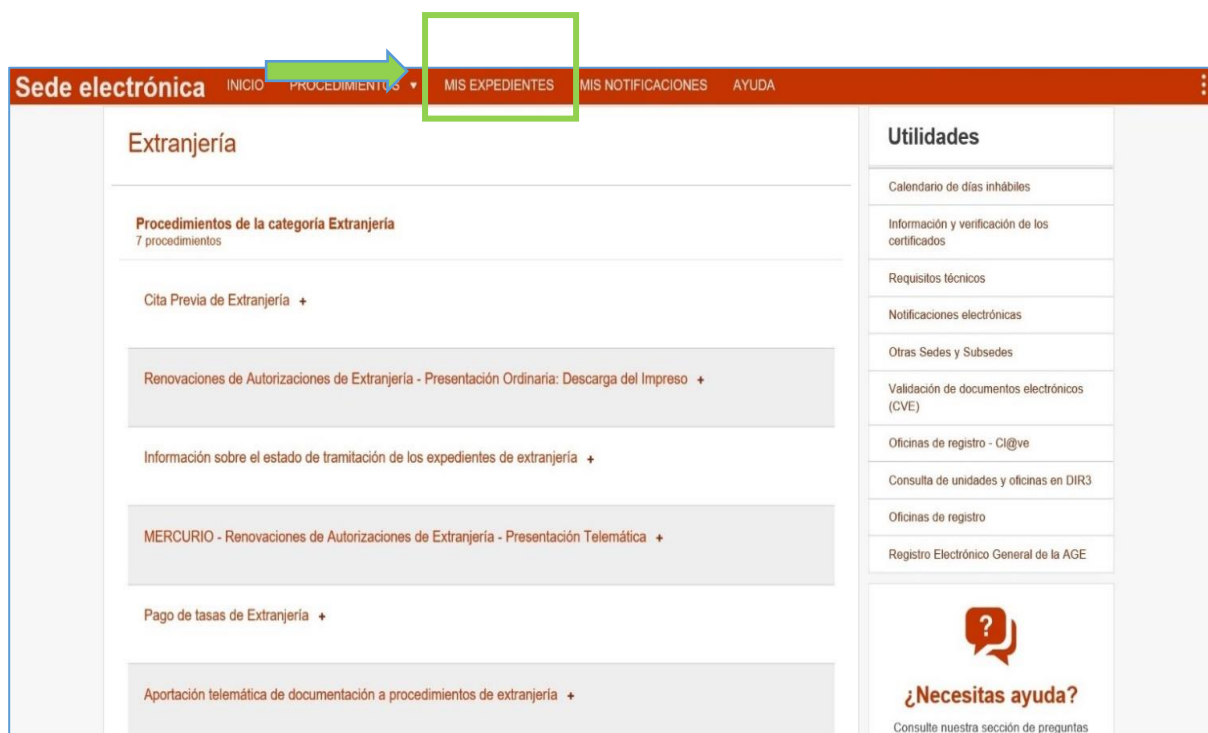 Sede electrónica INICIO PROCEDIMIENTOS ▾ MIS EXPEDIENTES MIS NOTIFICACIONES AYUDA
Extranjería
Procedimientos de la categoría Extranjería
7 procedimientos
Cita Previa de Extranjería +
Renovaciones de Autorizaciones de Extranjería - Presentación Ordinaria: Descarga del Impreso +
Información sobre el estado de tramitación de los expedientes de extranjería +
MERCURIO - Renovaciones de Autorizaciones de Extranjería - Presentación Telemática +
Pago de tasas de Extranjería +
Aportación telemática de documentación a procedimientos de extranjería +
Utilidades
Calendario de días inhábiles
Información y verificación de los
certificados
Requisitos técnicos
Notificaciones electrónicas
Otras Sedes y Subsedes
Validación de documentos electrónicos
(CVE)
Oficinas de registro - Cl@ve
Consulta de unidades y oficinas en DIR3
Oficinas de registro
Registro Electrónico General de la AGE
?
¿Necesitas ayuda?
Consulte nuestra sección de preguntas